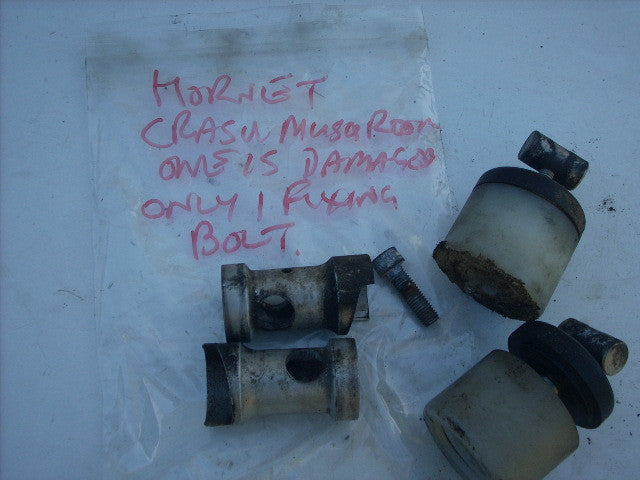 HORNET
CRASH MUSHROOM
ONE IS DAMAGED
ONLY 1 FIXING
BOLT.